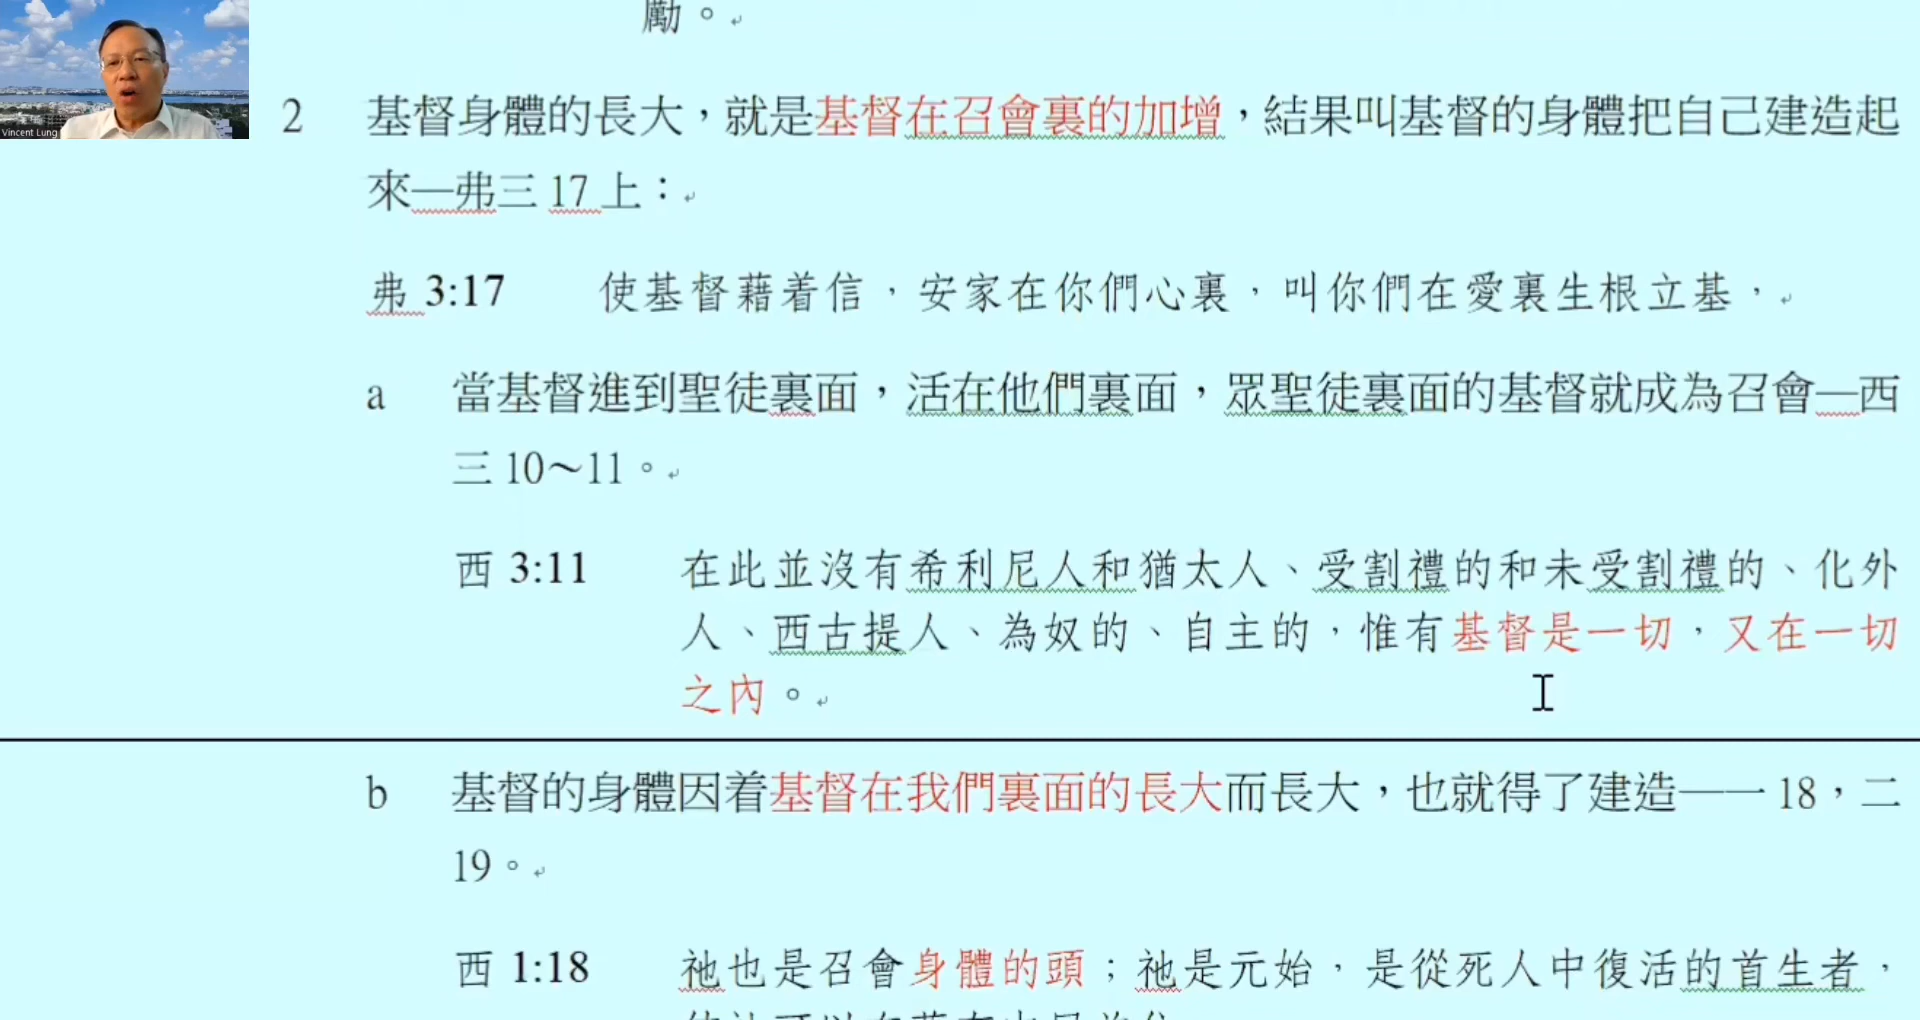 勵。
Vincent Lung
2 基督身體的長大，就是基督在召會裏的加增，結果叫基督的身體把自己建造起
來—弗三 17 上：
弗 3:17 使基督藉着信，安家在你們心裏，叫你們在愛裏生根立基，
a 當基督進到聖徒裏面，活在他們裏面，眾聖徒裏面的基督就成為召會—西
三 10～11。
西 3:11 在此並沒有希利尼人和猶太人、受割禮的和未受割禮的、化外
人、西古提人、為奴的、自主的，惟有基督是一切，又在一切
之內。
b 基督的身體因着基督在我們裏面的長大而長大，也就得了建造—一 18，二
19。
西 1:18 祂也是召會身體的頭；祂是元始，是從死人中復活的首生者，